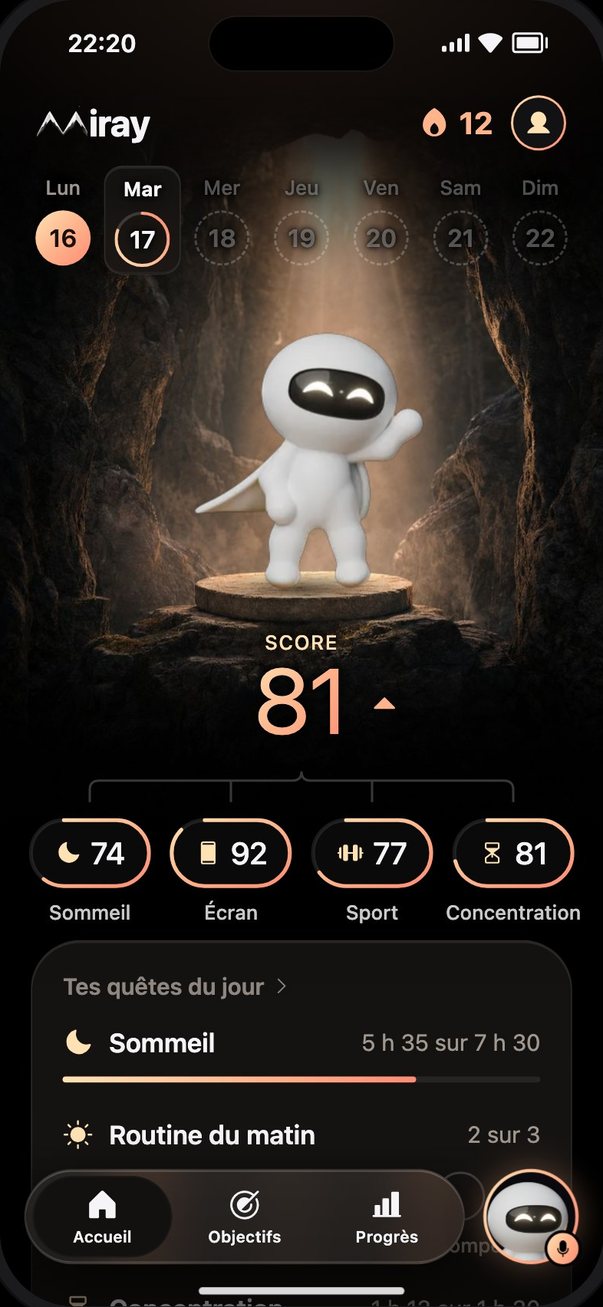 22:20
Miray
12
Lun Mar Mer Jeu Ven Sam Dim
16 17 18 19 20 21 22
SCORE
81
74 92 77 81
Sommeil Écran Sport Concentration
Tes quêtes du jour
Sommeil 5 h 35 sur 7 h 30
Routine du matin 2 sur 3
Accueil Objectifs Progrès